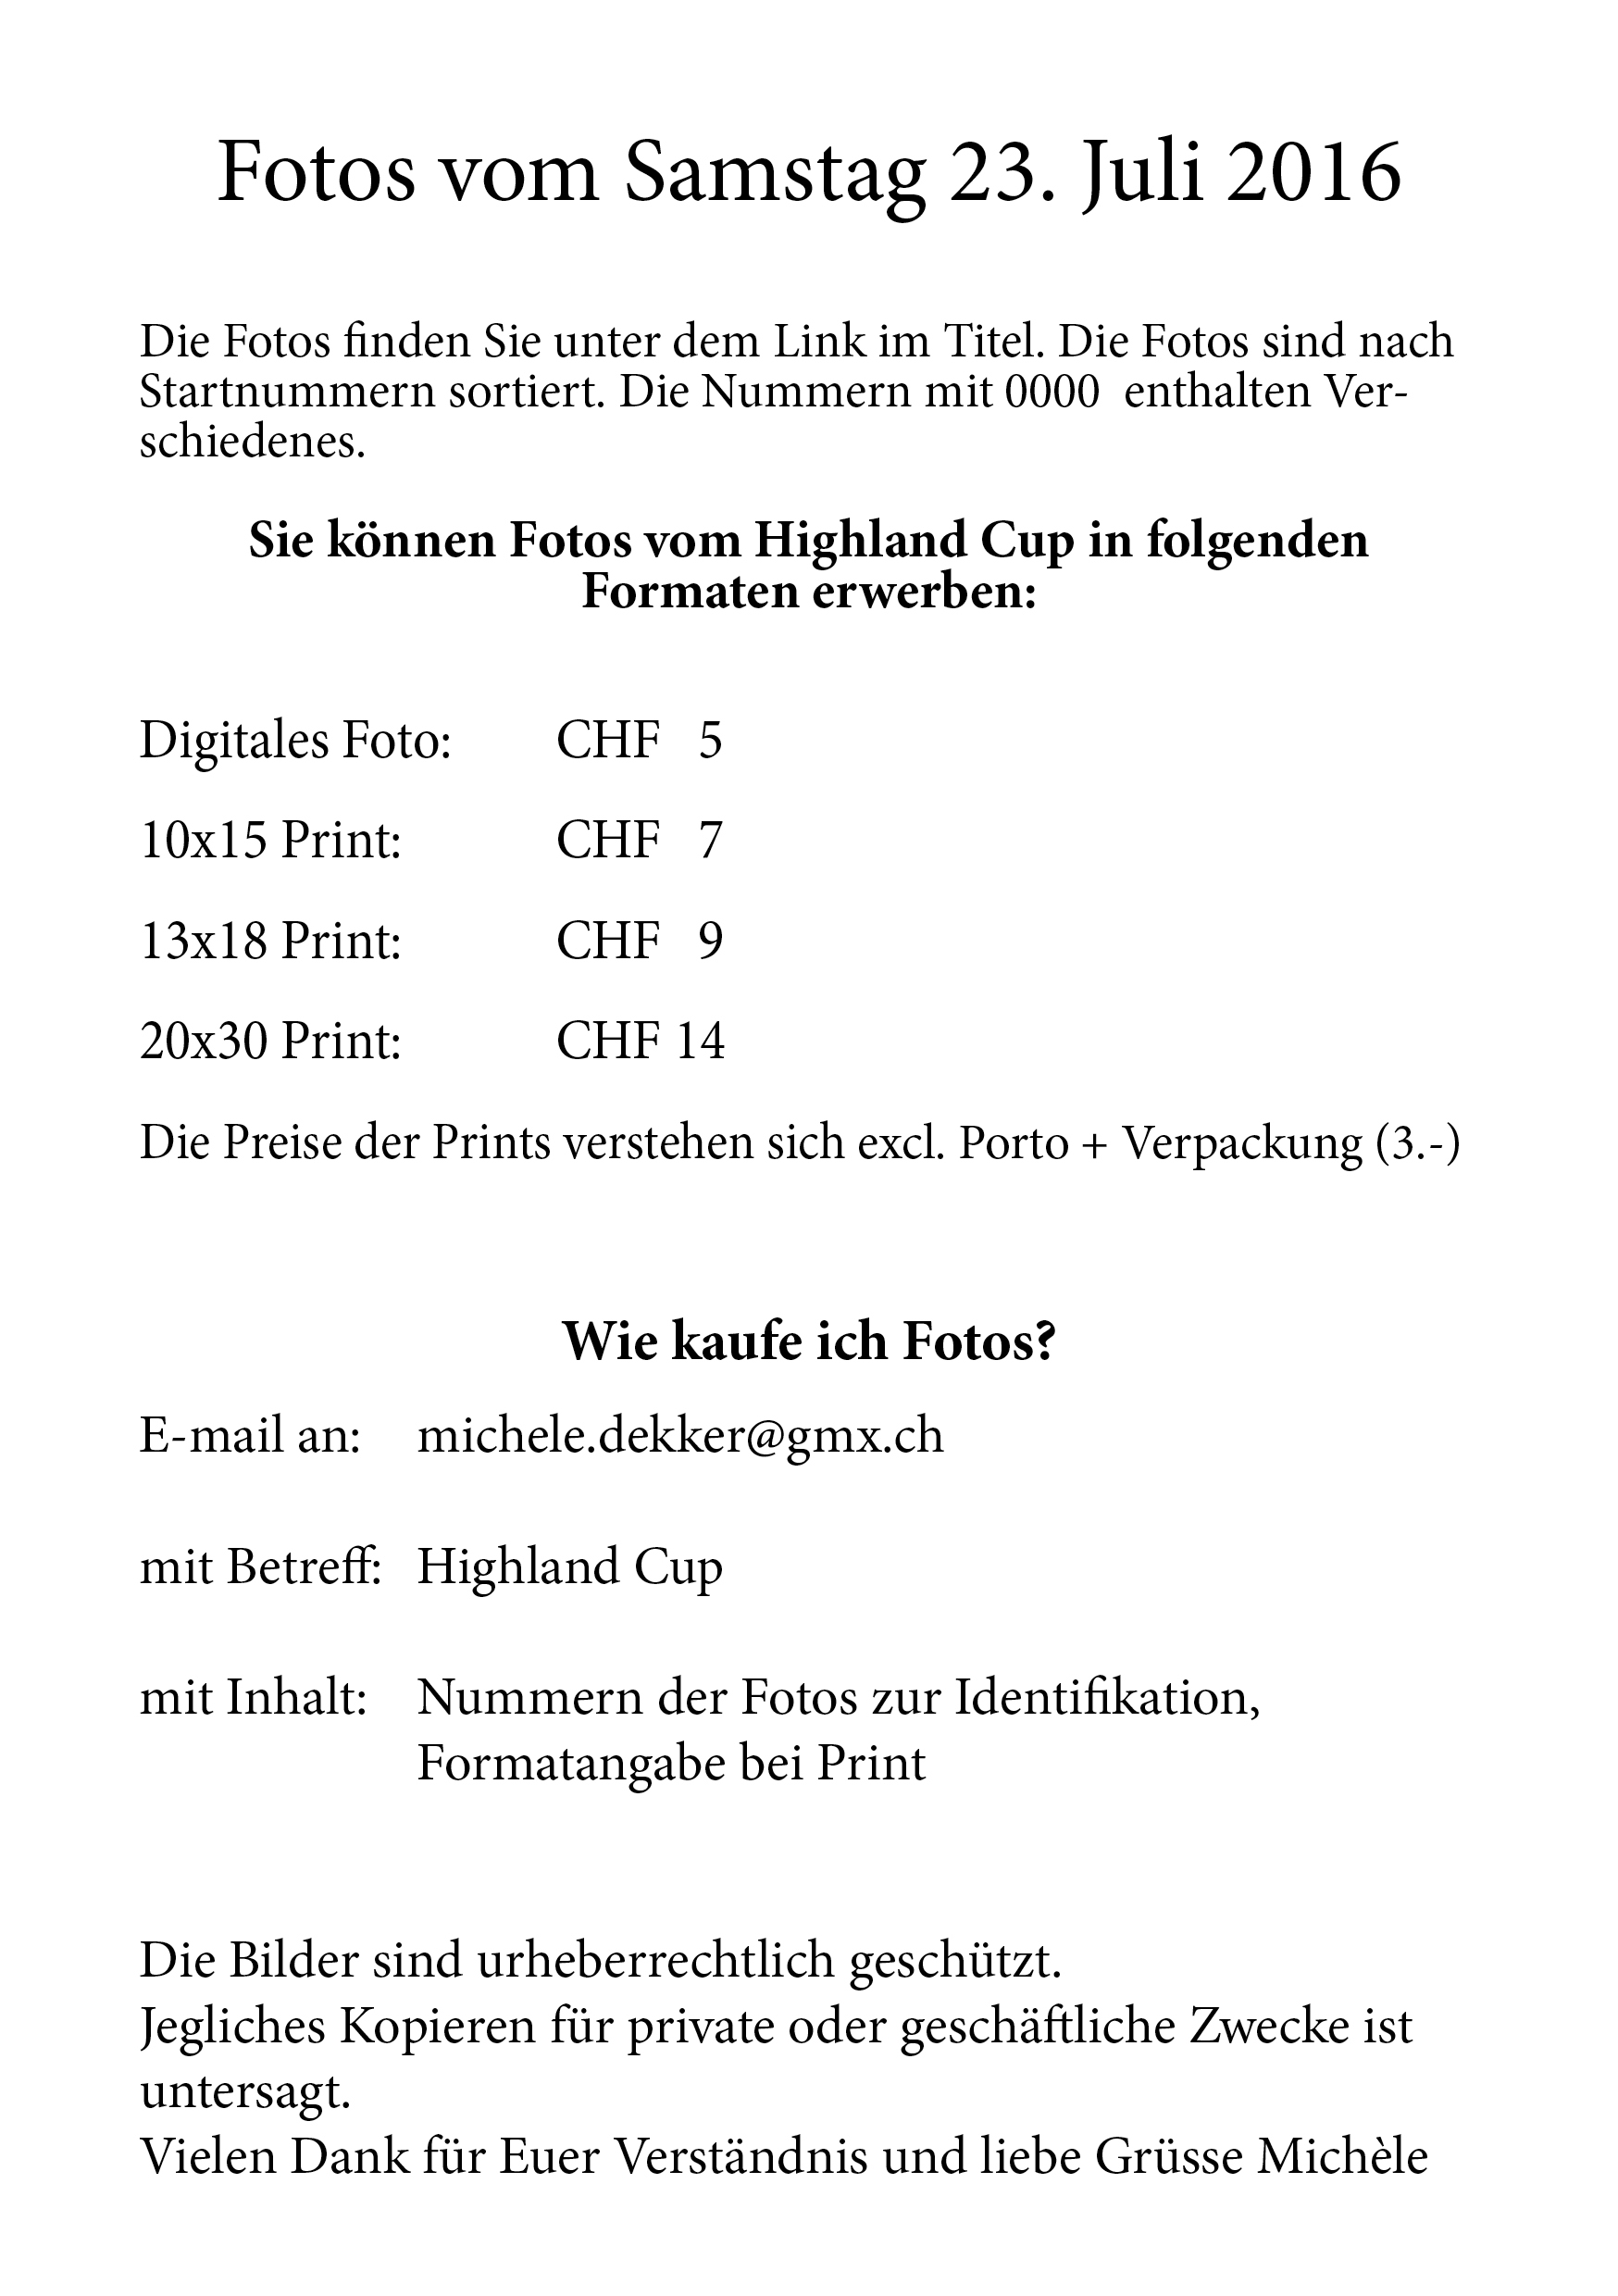 Fotos vom Samstag 23. Juli 2016
Die Fotos finden Sie unter dem Link im Titel. Die Fotos sind nach
Startnummern sortiert. Die Nummern mit 0000  enthalten Ver-
schiedenes.
Sie können Fotos vom Highland Cup in folgenden
Formaten erwerben:
Digitales Foto: CHF 5
10x15 Print: CHF 7
13x18 Print: CHF 9
20x30 Print: CHF 14
Die Preise der Prints verstehen sich excl. Porto + Verpackung (3.-)
Wie kaufe ich Fotos?
E-mail an: michele.dekker@gmx.ch
mit Betreff: Highland Cup
mit Inhalt: Nummern der Fotos zur Identifikation,
Formatangabe bei Print
Die Bilder sind urheberrechtlich geschützt.
Jegliches Kopieren für private oder geschäftliche Zwecke ist
untersagt.
Vielen Dank für Euer Verständnis und liebe Grüsse Michèle